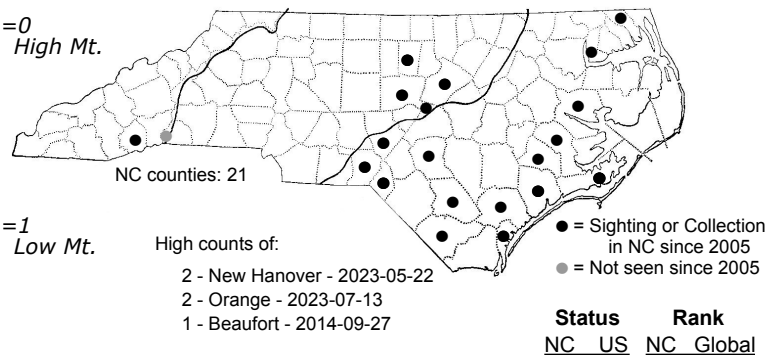 =0
High Mt.
NC counties: 21
=1
Low Mt.
High counts of:
2 - New Hanover - 2023-05-22
2 - Orange - 2023-07-13
1 - Beaufort - 2014-09-27
= Sighting or Collection
in NC since 2005
= Not seen since 2005
Status Rank
NC US NC Global